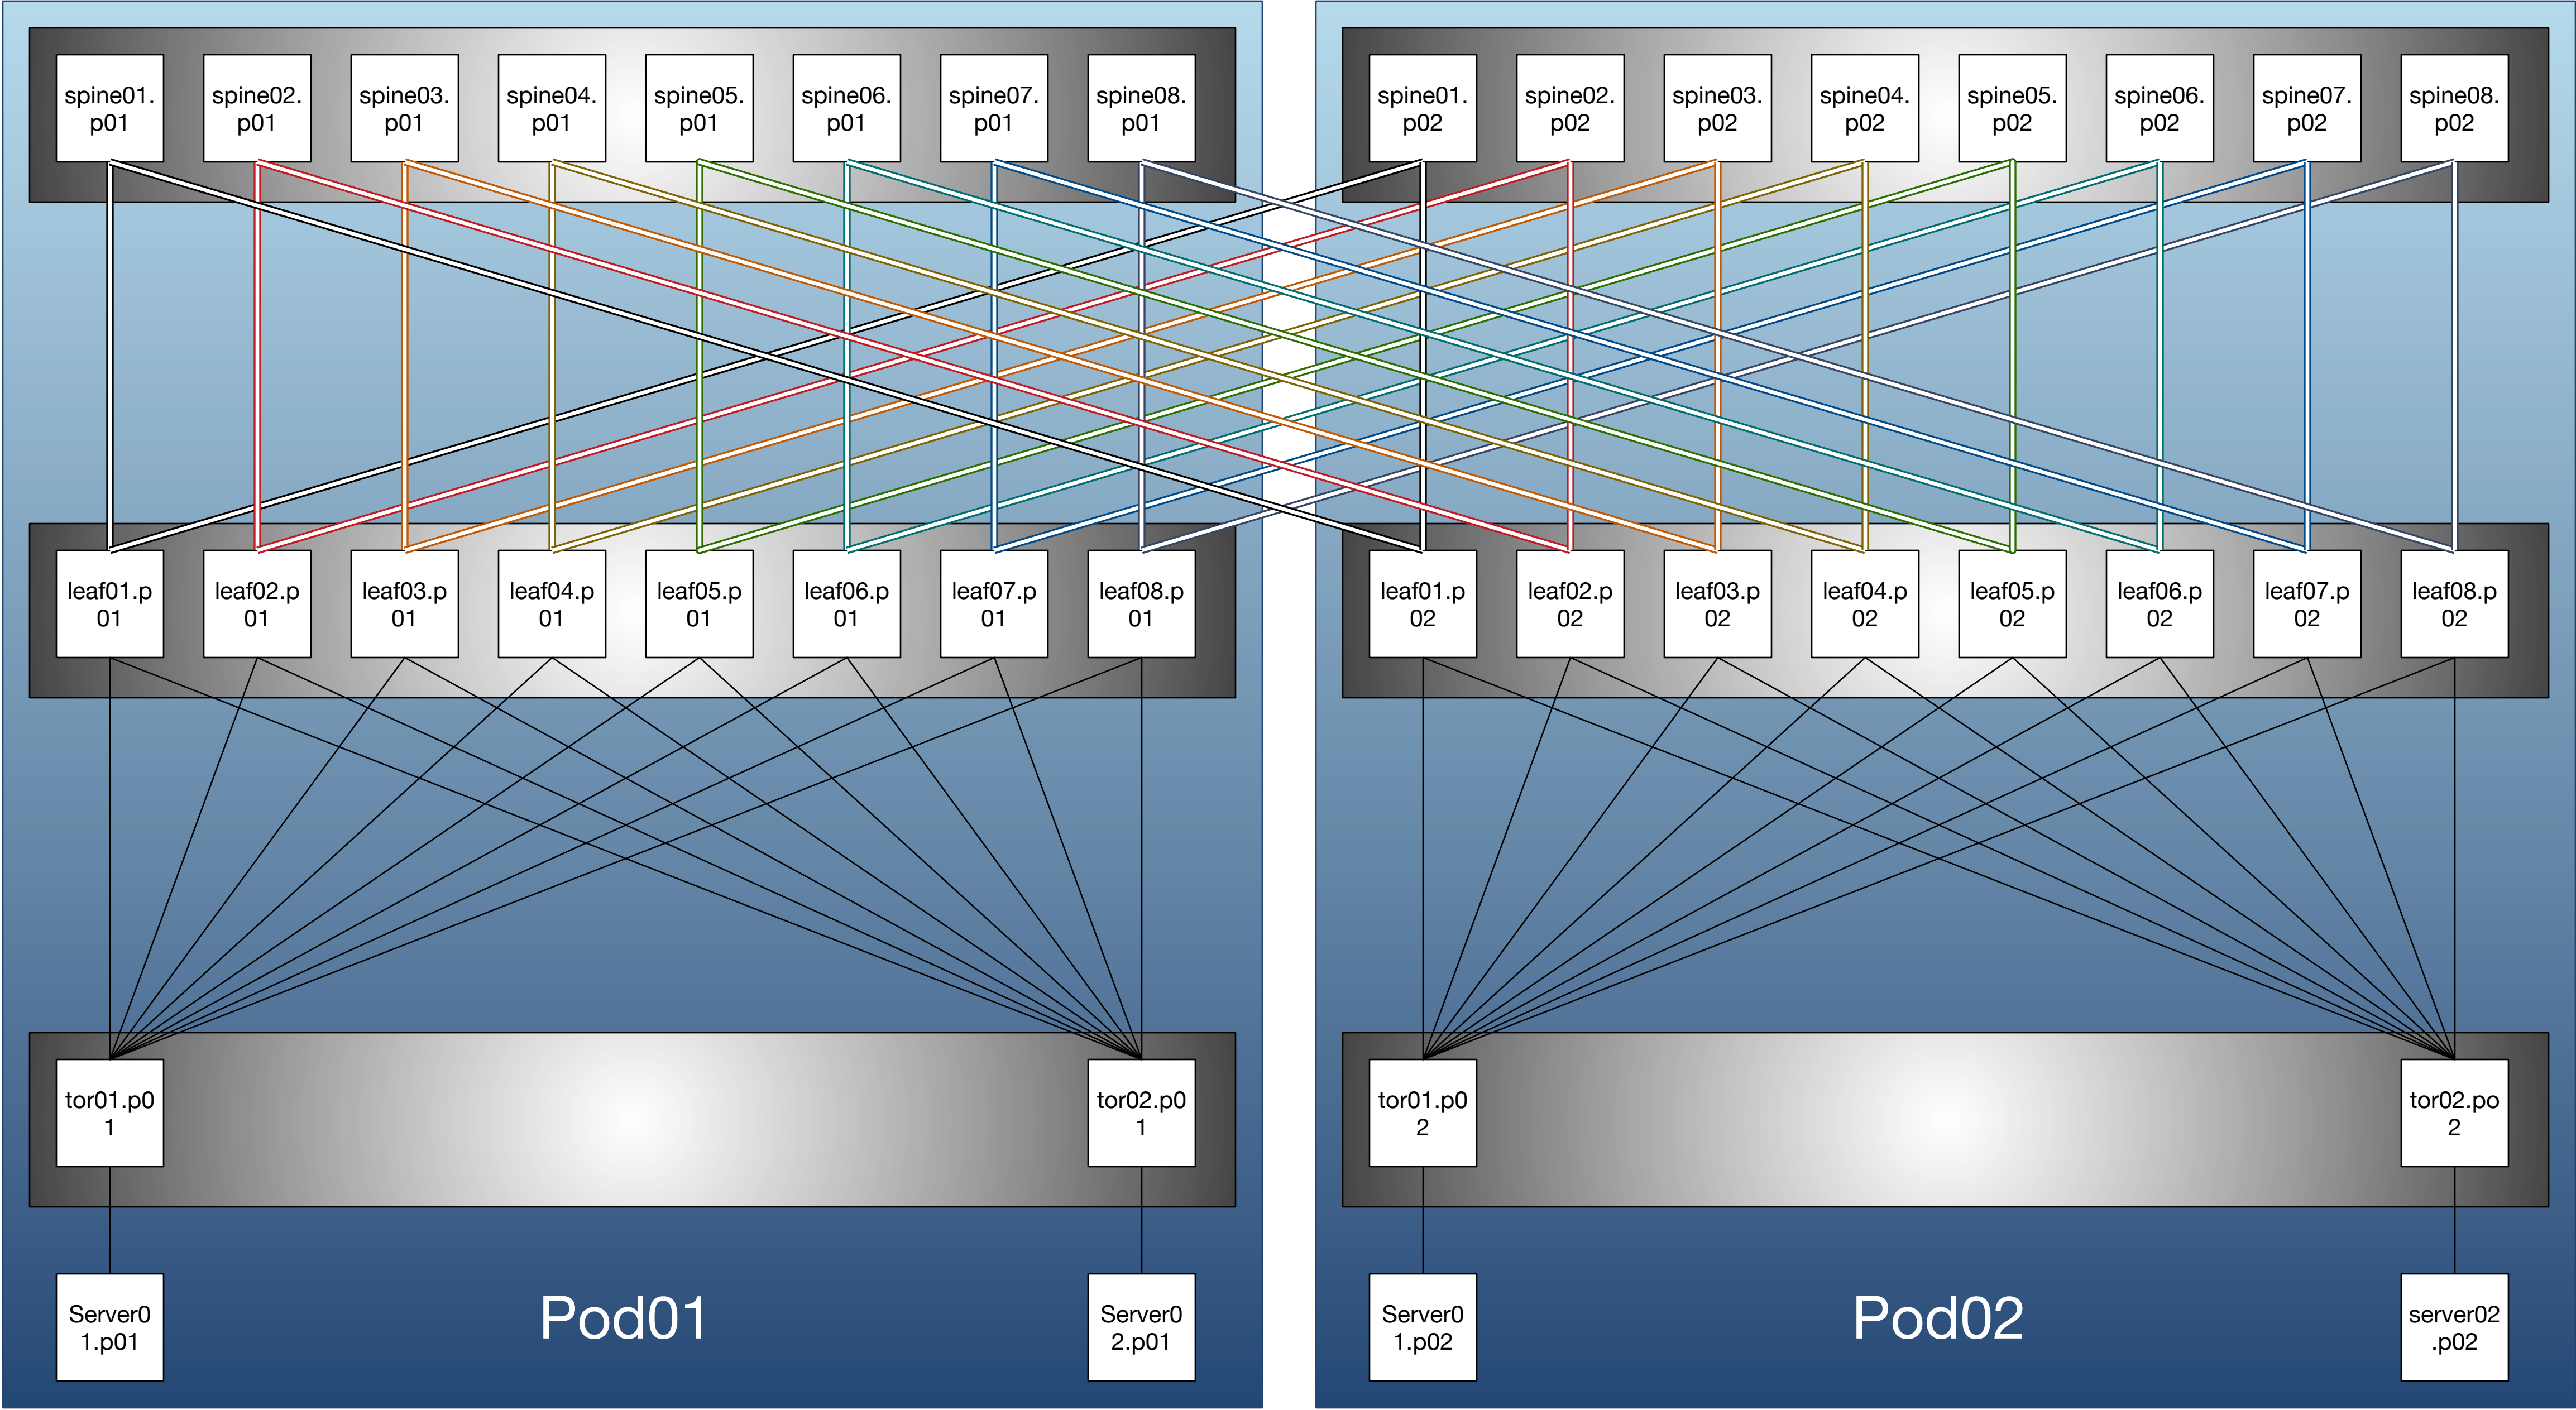 spine01.
p01
spine02.
p01
spine03.
p01
spine04.
p01
spine05.
p01
spine06.
p01
spine07.
p01
spine08.
p01
spine01.
p02
spine02.
p02
spine03.
p02
spine04.
p02
spine05.
p02
spine06.
p02
spine07.
p02
spine08.
p02
leaf01.p
01
leaf02.p
01
leaf03.p
01
leaf04.p
01
leaf05.p
01
leaf06.p
01
leaf07.p
01
leaf08.p
01
leaf01.p
02
leaf02.p
02
leaf03.p
02
leaf04.p
02
leaf05.p
02
leaf06.p
02
leaf07.p
02
leaf08.p
02
tor01.p0
1
tor02.p0
1
tor01.p0
2
tor02.po
2
Server0
1.p01
Pod01
Server0
2.p01
Server0
1.p02
Pod02
server02
.p02